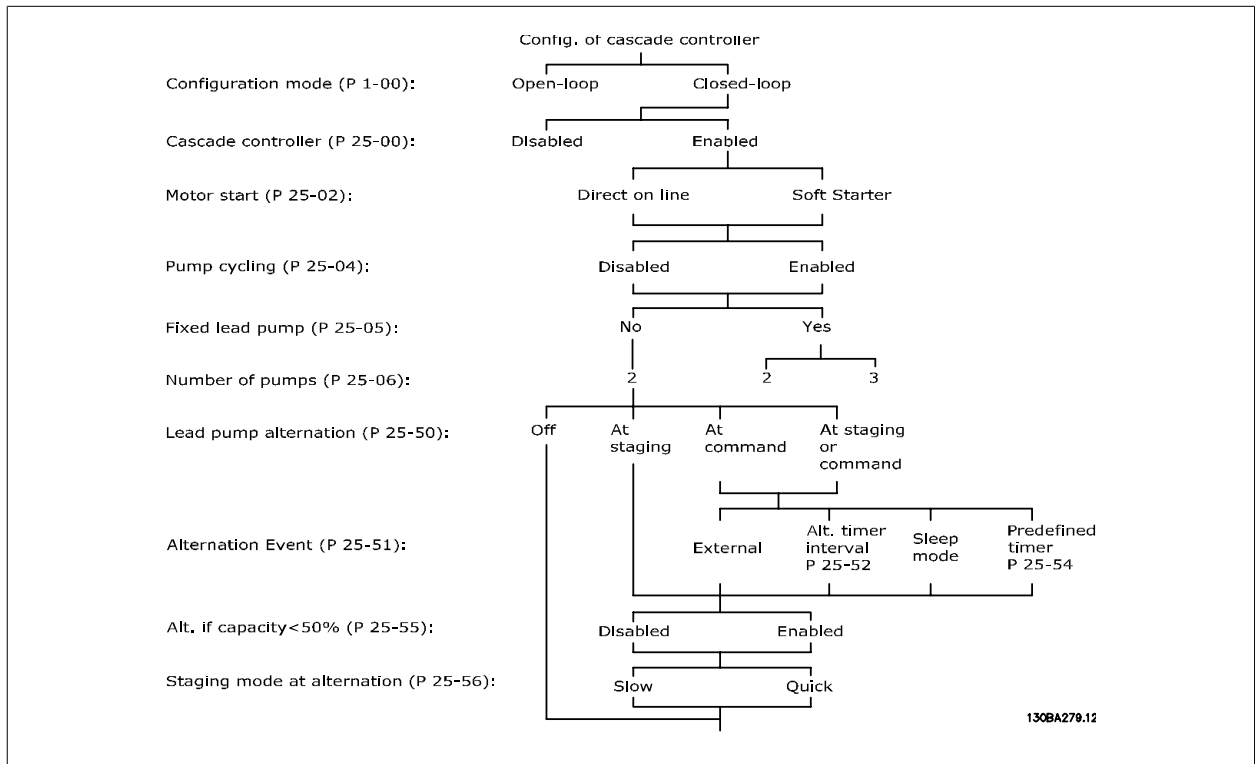 Config. of cascade controller
Configuration mode (P 1-00): Open-loop Closed-loop
Cascade controller (P 25-00): Disabled Enabled
Motor start (P 25-02): Direct on line Soft Starter
Pump cycling (P 25-04): Disabled Enabled
Fixed lead pump (P 25-05): No Yes
Number of pumps (P 25-06): 2 2 3
Lead pump alternation (P 25-50): Off At At At staging
staging command or
command
Alt. timer Predefined
Alternation Event (P 25-51): External interval Sleep timer
P 25-52 mode P 25-54
Alt. if capacity<50% (P 25-55): Disabled Enabled
Staging mode at alternation (P 25-56): Slow Quick
130BA279.12